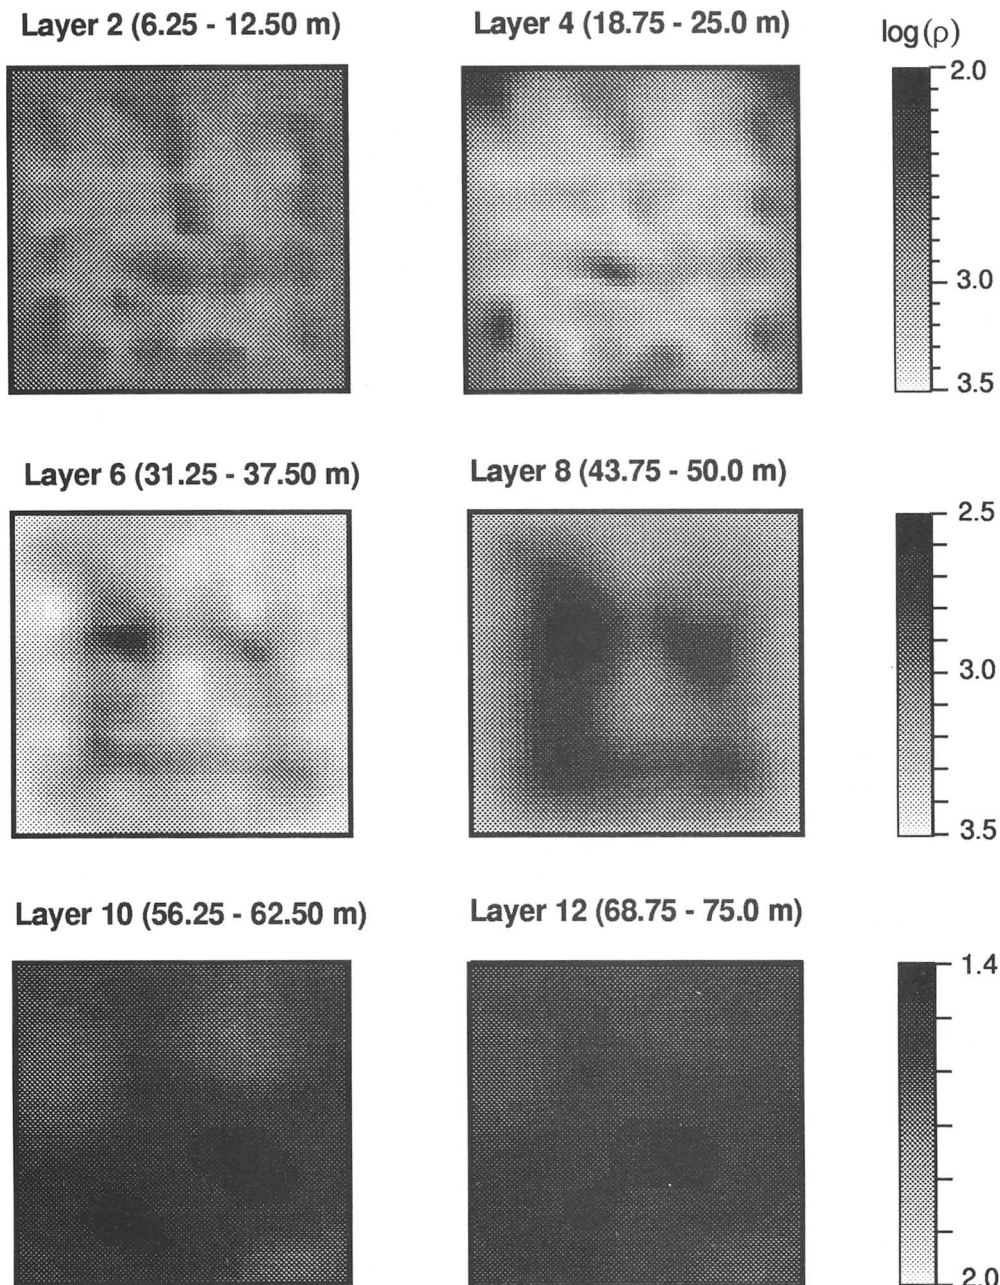 Layer 2 (6.25 - 12.50 m)
Layer 4 (18.75 - 25.0 m)
log(ρ)
2.0
3.0
3.5
Layer 6 (31.25 - 37.50 m)
Layer 8 (43.75 - 50.0 m)
2.5
3.0
3.5
Layer 10 (56.25 - 62.50 m)
Layer 12 (68.75 - 75.0 m)
1.4
2.0